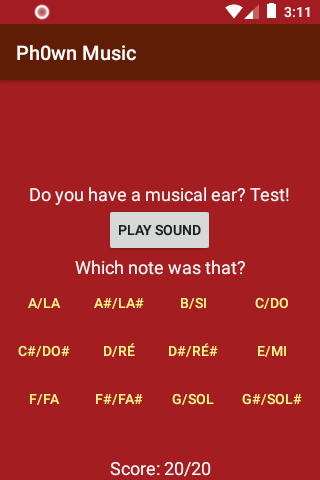 3:11
Ph0wn Music
Do you have a musical ear? Test!
PLAY SOUND
Which note was that?
A/LA A#/LA# B/SI C/DO
C#/DO# D/RÉ D#/RÉ# E/MI
F/FA F#/FA# G/SOL G#/SOL#
Score: 20/20